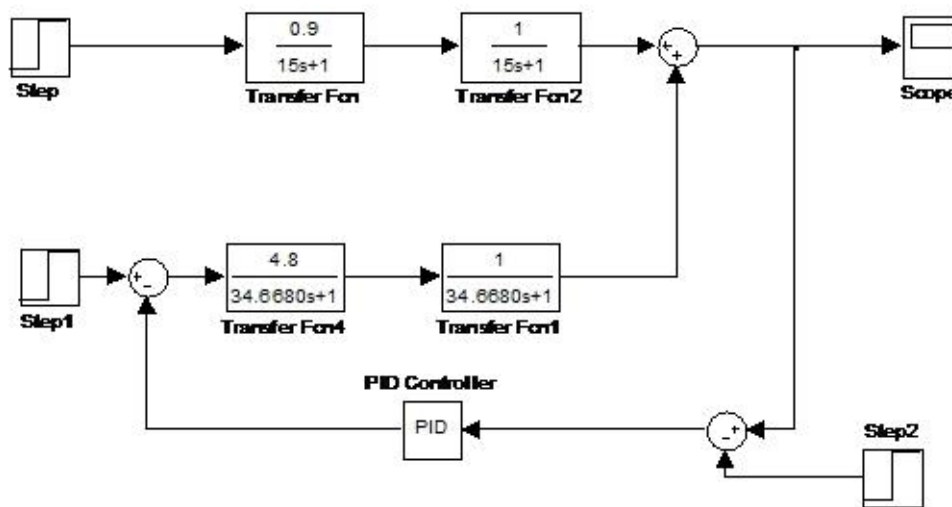 0.9
15s+1
1
15s+1
+
+
Step
Transfer Fcn
Transfer Fcn2
Scope
+
−
4.8
34.6680s+1
1
34.6680s+1
Step1
Transfer Fcn4
Transfer Fcn1
PID Controller
PID
−
+
Step2